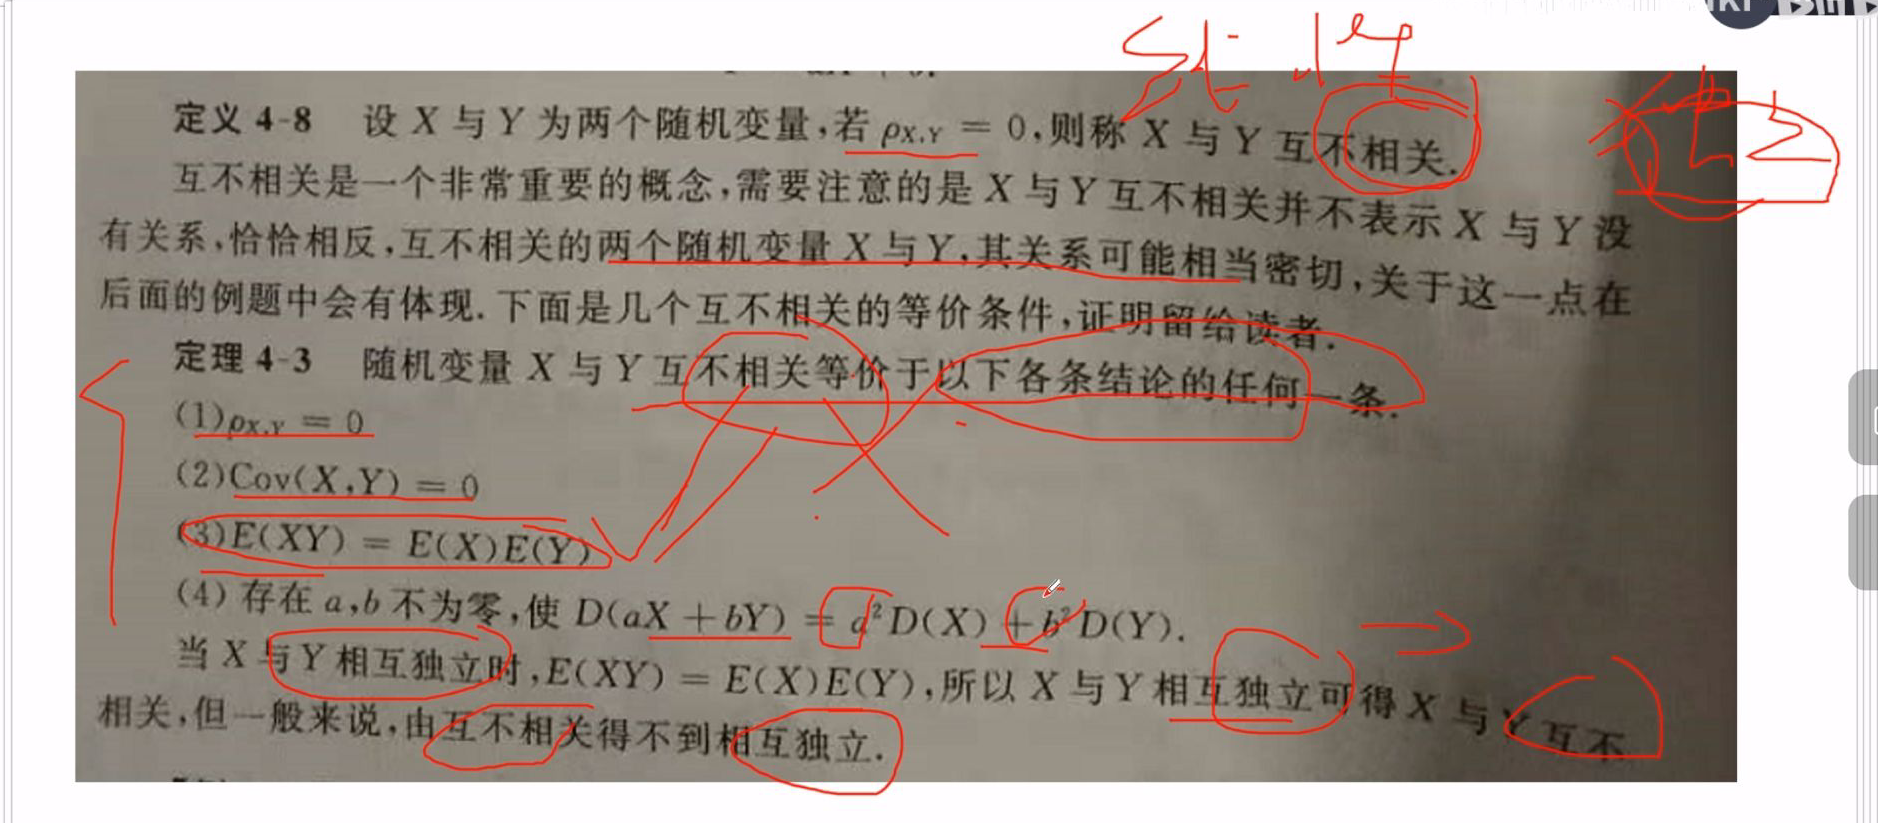 定义 4-8 设 X 与 Y 为两个随机变量,若 ρX,Y = 0,则称 X 与 Y 互不相关.
互不相关是一个非常重要的概念,需要注意的是 X 与 Y 互不相关并不表示 X 与 Y 没
有关系,恰恰相反,互不相关的两个随机变量 X 与 Y,其关系可能相当密切,关于这一点在
后面的例题中会有体现.下面是几个互不相关的等价条件,证明留给读者.
定理 4-3 随机变量 X 与 Y 互不相关等价于以下各条结论的任何一条.
(1)ρX,Y = 0
(2)Cov(X,Y) = 0
(3)E(XY) = E(X)E(Y)
(4) 存在 a,b 不为零,使 D(aX + bY) = a²D(X) + b²D(Y).
当 X 与 Y 相互独立时,E(XY) = E(X)E(Y),所以 X 与 Y 相互独立可得 X 与 Y 互不
相关,但一般来说,由互不相关得不到相互独立.